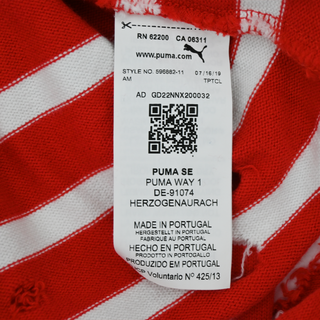 RN 62200 CA 06311
www.puma.com
STYLE NO. 596882-11 07/16/19
AM TPTCL
AD GD22NNX200032
PUMA SE
PUMA WAY 1
DE-91074
HERZOGENAURACH
MADE IN PORTUGAL
HERGESTELLT IN PORTUGAL
FABRIQUÉ AU PORTUGAL
HECHO EN PORTUGAL
PRODOTTO IN PORTOGALLO
PRODUZIDO EM PORTUGAL
Voluntario Nº 425/13